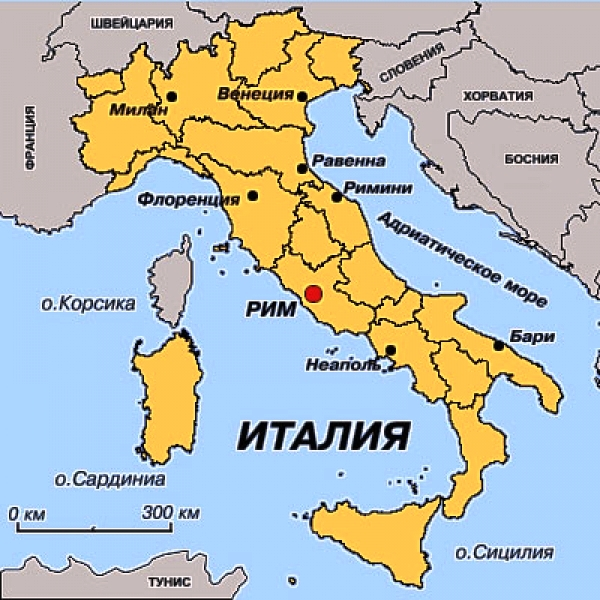 ШВЕЙЦАРИЯ
СЛОВЕНИЯ
ФРАНЦИЯ
Милан
Венеция
ХОРВАТИЯ
БОСНИЯ
Равенна
Римини
Флоренция
Адриатическое море
о.Корсика
РИМ
Бари
Неаполь
ИТАЛИЯ
о.Сардиниа
0 км 300 км
о.Сицилия
ТУНИС